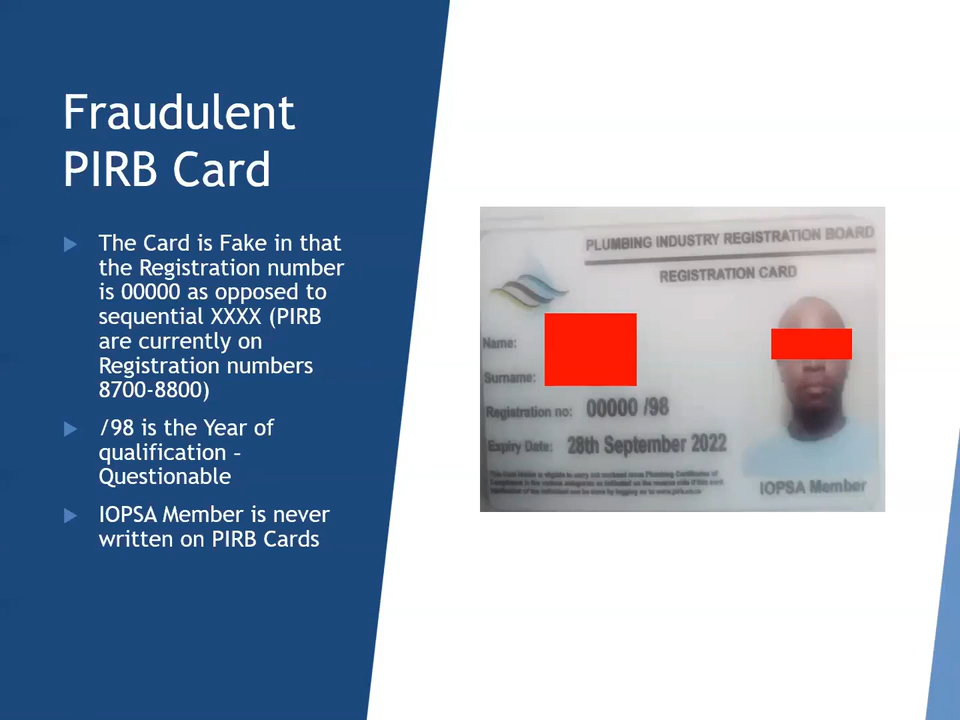 Fraudulent
PIRB Card
The Card is Fake in that
the Registration number
is 00000 as opposed to
sequential XXXX (PIRB
are currently on
Registration numbers
8700-8800)
/98 is the Year of
qualification –
Questionable
IOPSA Member is never
written on PIRB Cards
PLUMBING INDUSTRY REGISTRATION BOARD
REGISTRATION CARD
Name:
Surname:
Registration no: 00000 /98
Expiry Date: 28th September 2022
IOPSA Member